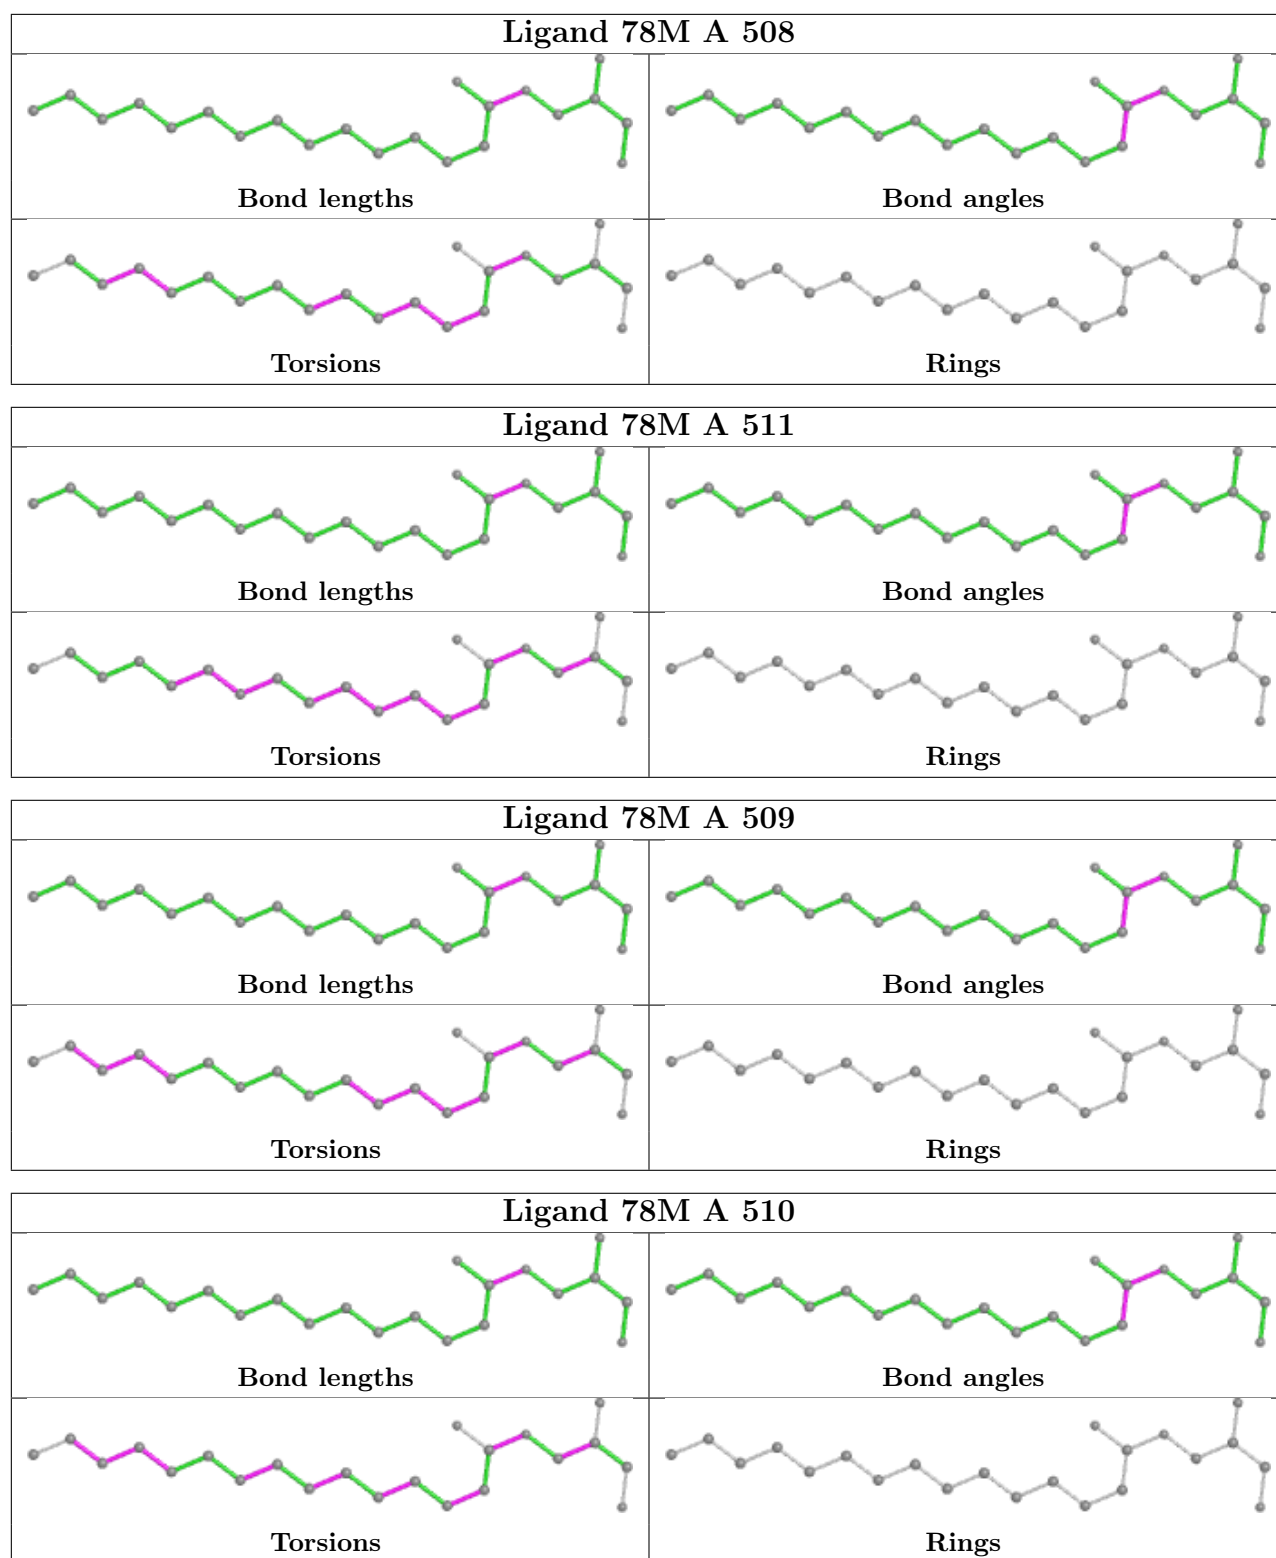 Ligand 78M A 508
Bond lengths
Bond angles
Torsions
Rings
Ligand 78M A 511
Bond lengths
Bond angles
Torsions
Rings
Ligand 78M A 509
Bond lengths
Bond angles
Torsions
Rings
Ligand 78M A 510
Bond lengths
Bond angles
Torsions
Rings